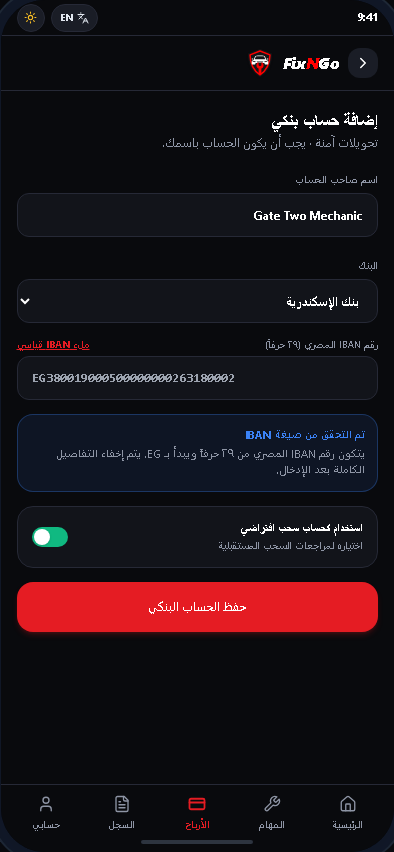 9:41
EN
FixNGo
إضافة حساب بنكي
تحويلات آمنة · يجب أن يكون الحساب باسمك.
اسم صاحب الحساب
Gate Two Mechanic
البنك
بنك الإسكندرية
رقم IBAN المصري (٢٩ حرفاً)
ملء IBAN قياسي
EG380019000500000000263180002
تم التحقق من صيغة IBAN
يتكون رقم IBAN المصري من ٢٩ حرفاً ويبدأ بـ EG. يتم إخفاء التفاصيل
الكاملة بعد الإدخال.
استخدام كحساب سحب افتراضي
اختياره لمراجعات السحب المستقبلية
حفظ الحساب البنكي
الرئيسية
المهام
الأرباح
السجل
حسابي